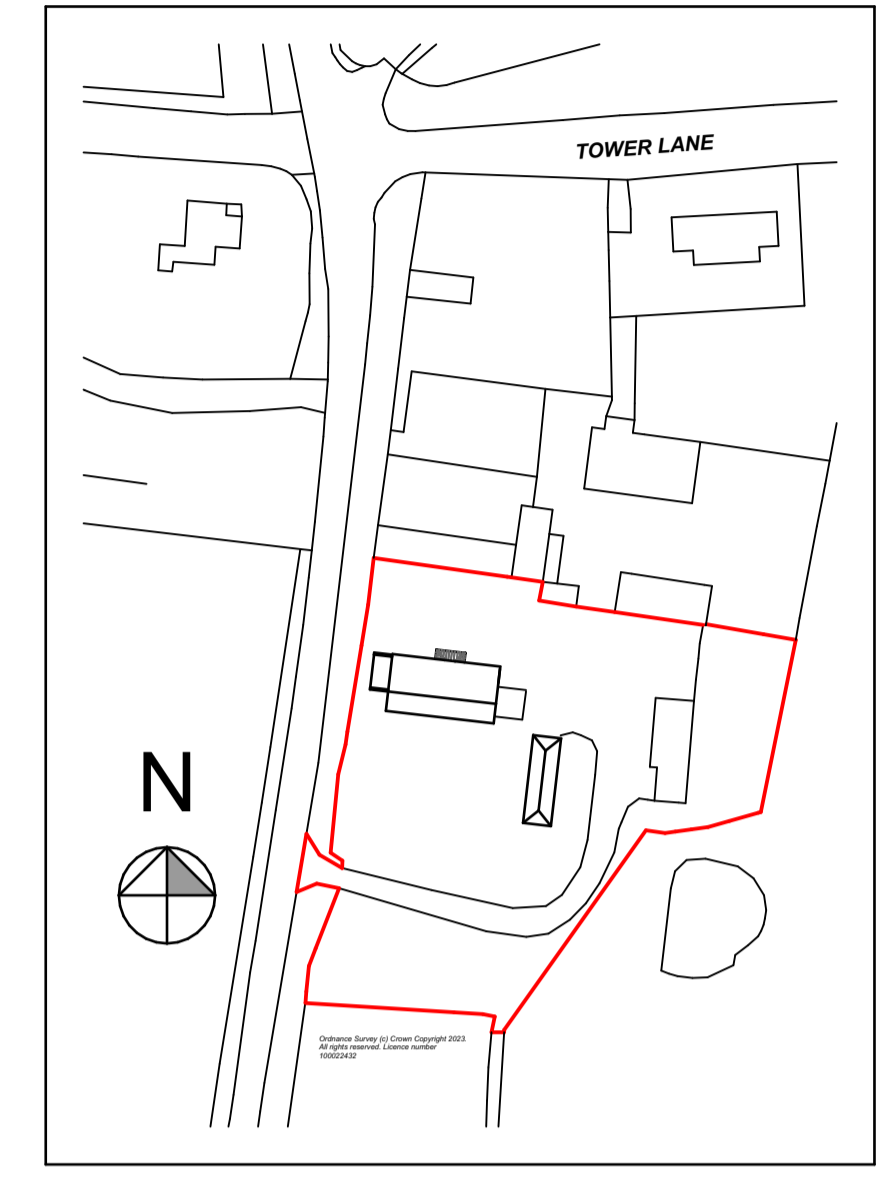 TOWER LANE
N
Ordnance Survey (c) Crown Copyright 2023.
All rights reserved. Licence number
100022432